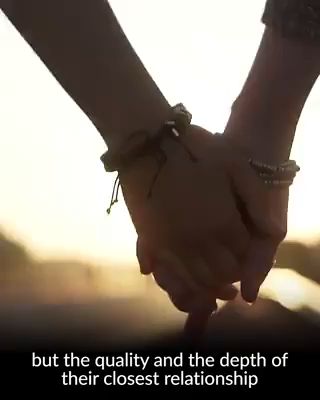 but the quality and the depth of
their closest relationship